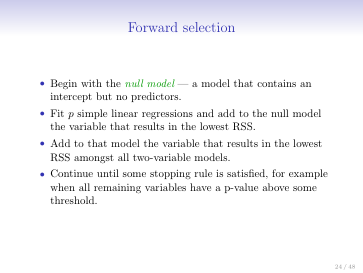 Forward selection
• Begin with the null model — a model that contains an
intercept but no predictors.
• Fit p simple linear regressions and add to the null model
the variable that results in the lowest RSS.
• Add to that model the variable that results in the lowest
RSS amongst all two-variable models.
• Continue until some stopping rule is satisfied, for example
when all remaining variables have a p-value above some
threshold.
24 / 48